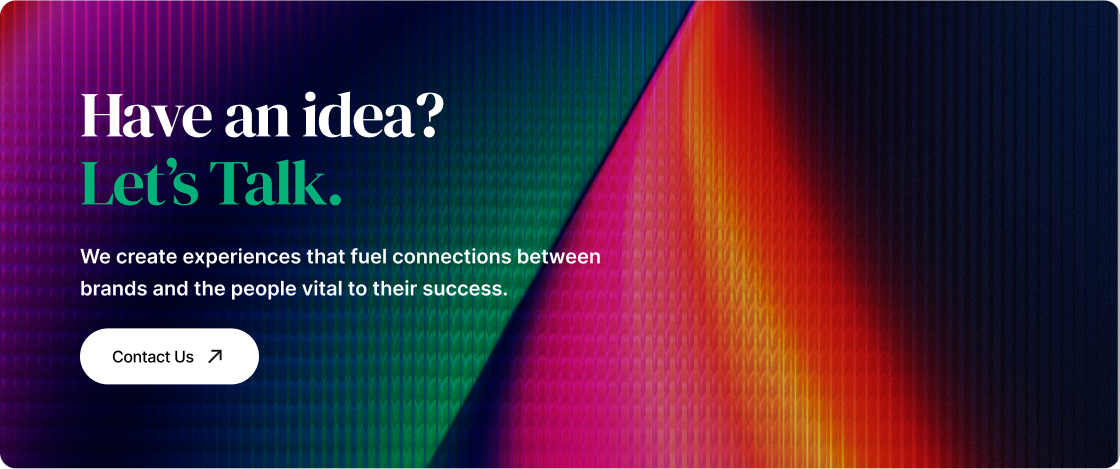 Have an idea?
Let’s Talk.
We create experiences that fuel connections between
brands and the people vital to their success.
Contact Us